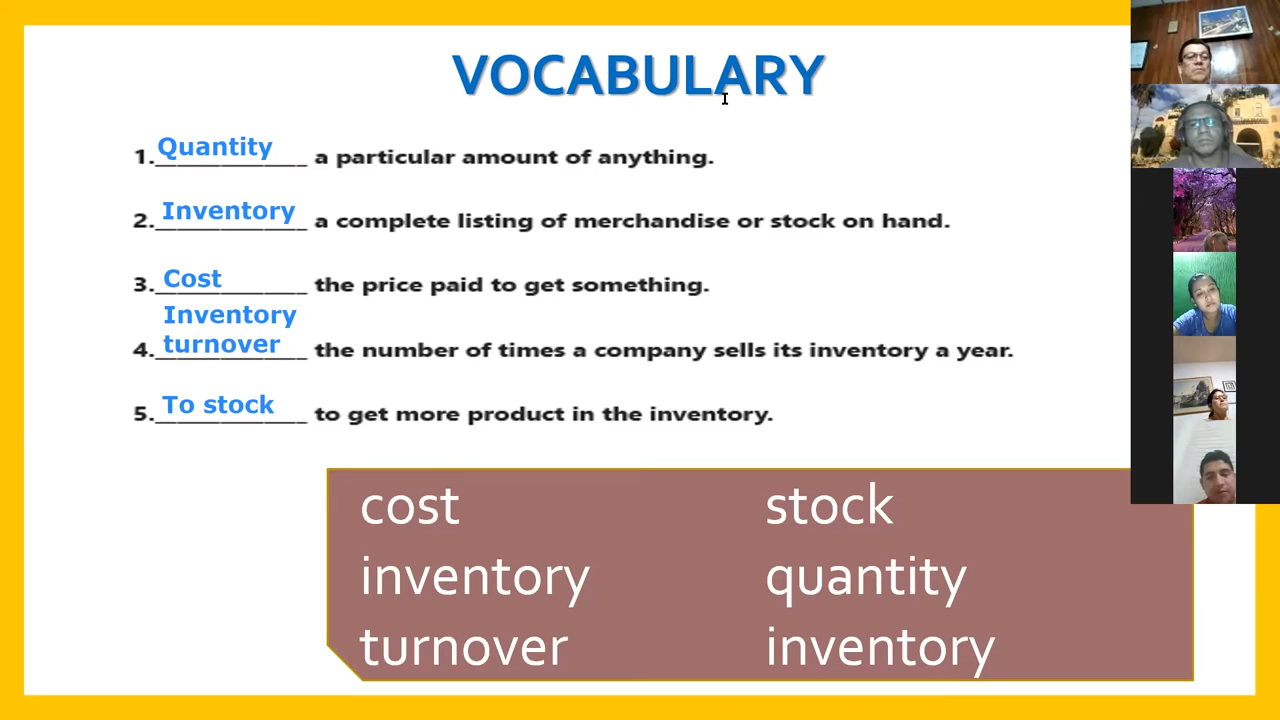 VOCABULARY
1. Quantity a particular amount of anything.
2. Inventory a complete listing of merchandise or stock on hand.
3. Cost the price paid to get something.
Inventory
4. turnover the number of times a company sells its inventory a year.
5. To stock to get more product in the inventory.
cost stock
inventory quantity
turnover inventory